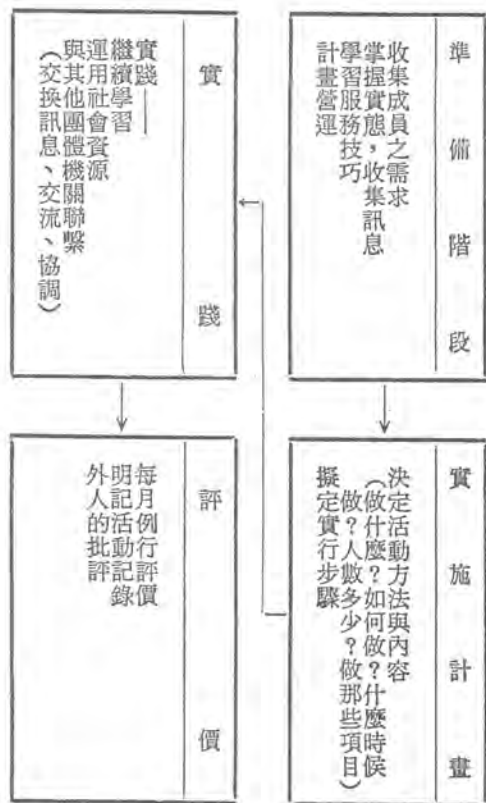 準備階段
收集成員之需求
掌握實態，收集訊息
學習服務技巧
計畫營運
實施計畫
決定活動方法與內容
（做什麼？如何做？什麼時候
做？人數多少？做那些項目）
擬定實行步驟
實踐
實踐——
繼續學習
運用社會資源
與其他團體機關聯繫
（交換訊息、交流、協調）
評價
每月例行評價
明記活動記錄
外人的批評